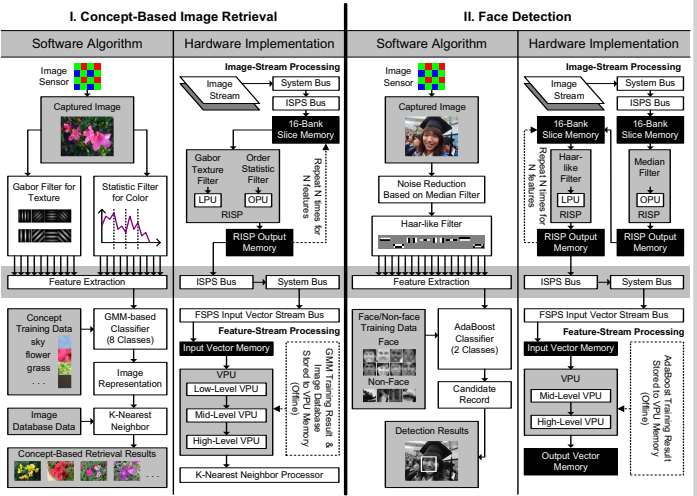 I. Concept-Based Image Retrieval
Software Algorithm
Image
Sensor
Captured Image
Gabor Filter for
Texture
Statistic Filter
for Color
Feature Extraction
Concept
Training Data
sky
flower
grass
. . .
GMM-based
Classifier
(8 Classes)
Image
Representation
Image
Database Data
K-Nearest
Neighbor
Concept-Based Retrieval Results
. . .
Hardware Implementation
Image-Stream Processing
Image
Stream
System Bus
ISPS Bus
16-Bank
Slice Memory
Gabor
Texture
Filter
LPU
Order
Statistic
Filter
OPU
RISP
Repeat N times for
N features
RISP Output
Memory
ISPS Bus
System Bus
FSPS Input Vector Stream Bus
Feature-Stream Processing
Input Vector Memory
VPU
Low-Level VPU
Mid-Level VPU
High-Level VPU
GMM Training Result &
Image Database
Stored to VPU Memory
(Offline)
K-Nearest Neighbor Processor
II. Face Detection
Software Algorithm
Image
Sensor
Captured Image
Noise Reduction
Based on Median Filter
Haar-like Filter
Feature Extraction
Face/Non-face
Training Data
Face
Non-Face
AdaBoost
Classifier
(2 Classes)
Candidate
Record
Detection Results
Hardware Implementation
Image-Stream Processing
Image
Stream
System Bus
ISPS Bus
16-Bank
Slice Memory
16-Bank
Slice Memory
Repeat N times for
N features
Haar-
like
Filter
LPU
RISP
Median
Filter
OPU
RISP
RISP Output
Memory
RISP Output
Memory
ISPS Bus
System Bus
FSPS Input Vector Stream Bus
Feature-Stream Processing
Input Vector Memory
VPU
Mid-Level VPU
High-Level VPU
AdaBoost Training Result
Stored to VPU Memory
(Offline)
Output Vector
Memory